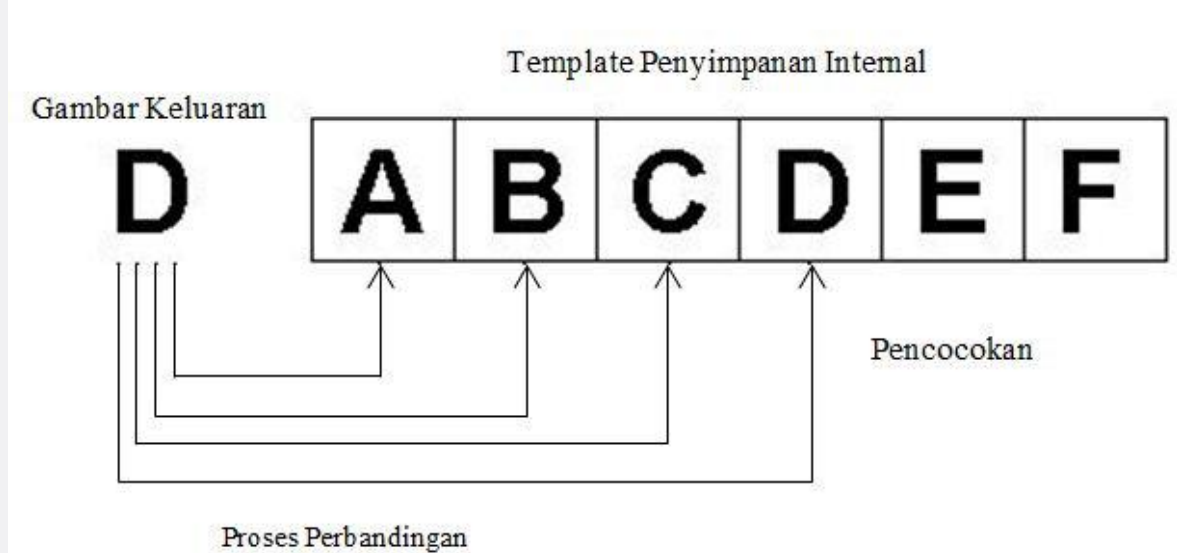 Template Penyimpanan Internal
Gambar Keluaran
D A B C D E F
Pencocokan
Proses Perbandingan